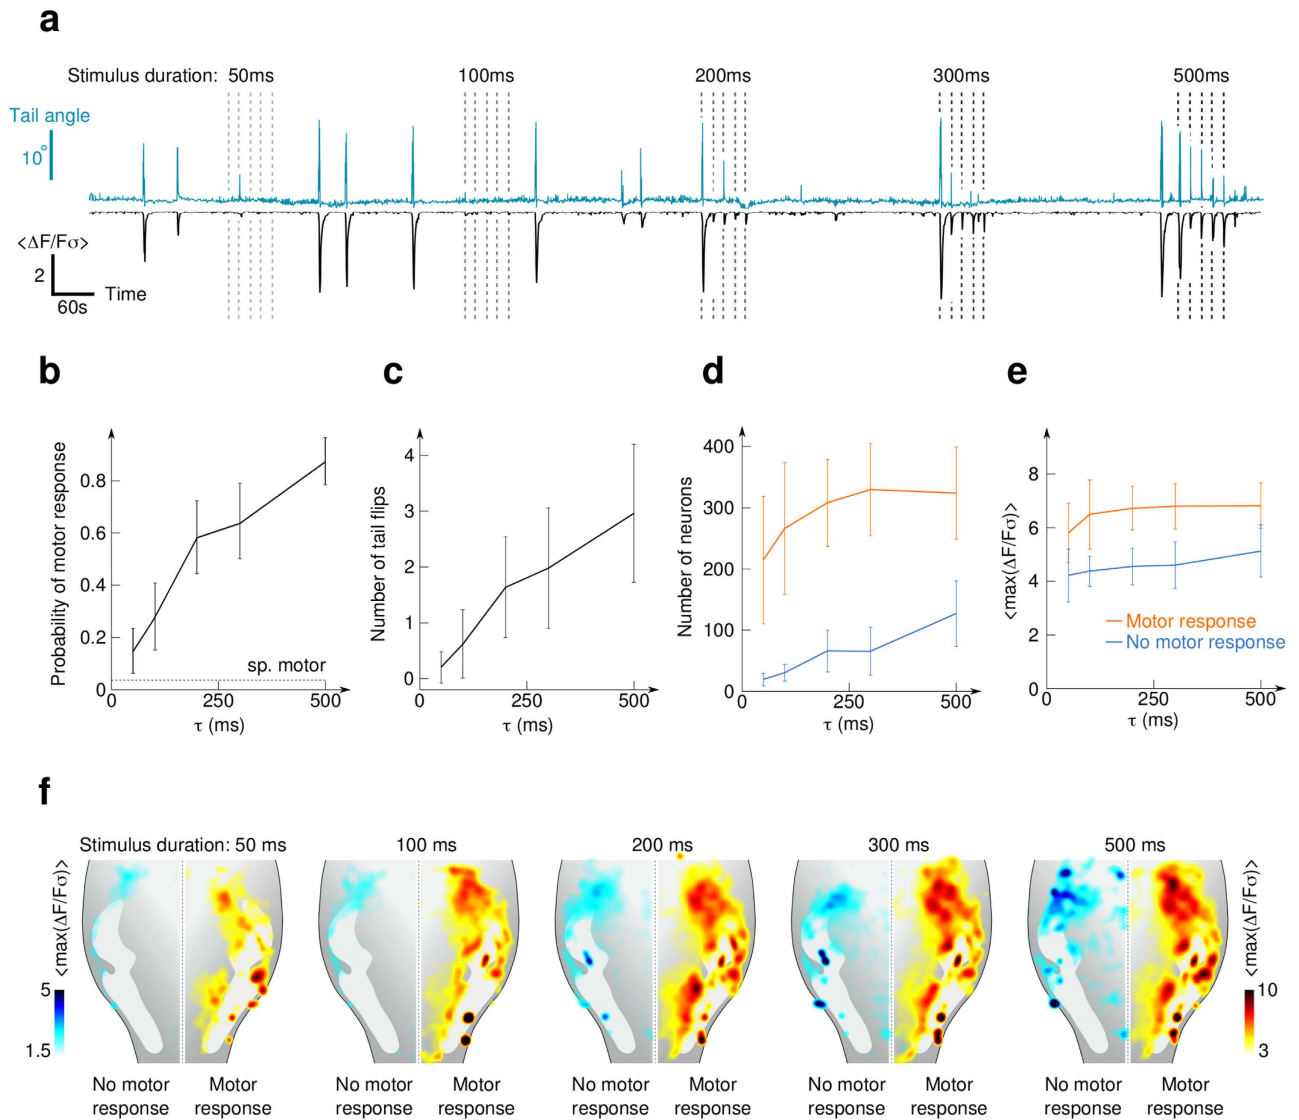 a
Stimulus duration: 50ms 100ms 200ms 300ms 500ms
Tail angle
10°
<ΔF/Fσ>
2
60s
Time
b
Probability of motor response
0.8
0.6
0.4
0.2
0
sp. motor
0 250 500
τ (ms)
c
Number of tail flips
4
3
2
1
0
0 250 500
τ (ms)
d
Number of neurons
400
300
200
100
0
0 250 500
τ (ms)
e
<max(ΔF/Fσ)>
8
6
4
2
0
Motor response
No motor response
0 250 500
τ (ms)
f
Stimulus duration: 50 ms 100 ms 200 ms 300 ms 500 ms
<max(ΔF/Fσ)>
5
1.5
<max(ΔF/Fσ)>
10
3
No motor
response
Motor
response
No motor
response
Motor
response
No motor
response
Motor
response
No motor
response
Motor
response
No motor
response
Motor
response